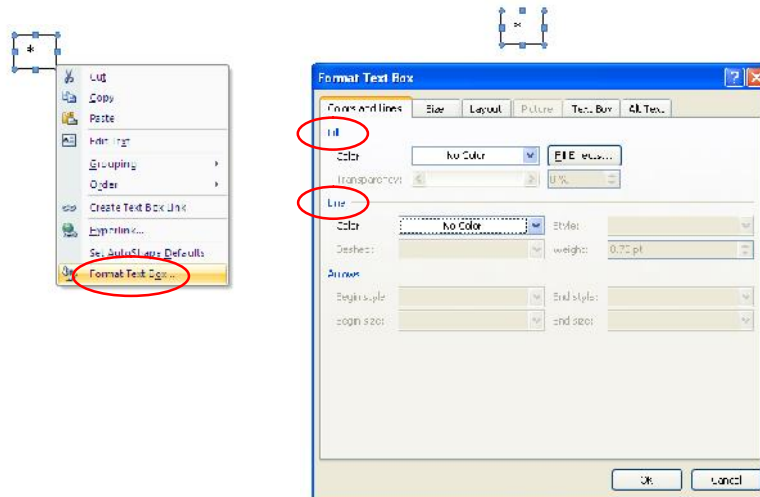 *
*
Cut
Copy
Paste
Edit Text
Grouping
Order
Create Text Box Link
Hyperlink...
Set AutoShape Defaults
Format Text Box...
Format Text Box
Colors and Lines Size Layout Picture Text Box Alt Text
Fill
Color: No Color Fill Effects...
Transparency: 0 %
Line
Color: No Color Style:
Dashed: Weight: 0.75 pt
Arrows
Begin style: End style:
Begin size: End size:
OK Cancel